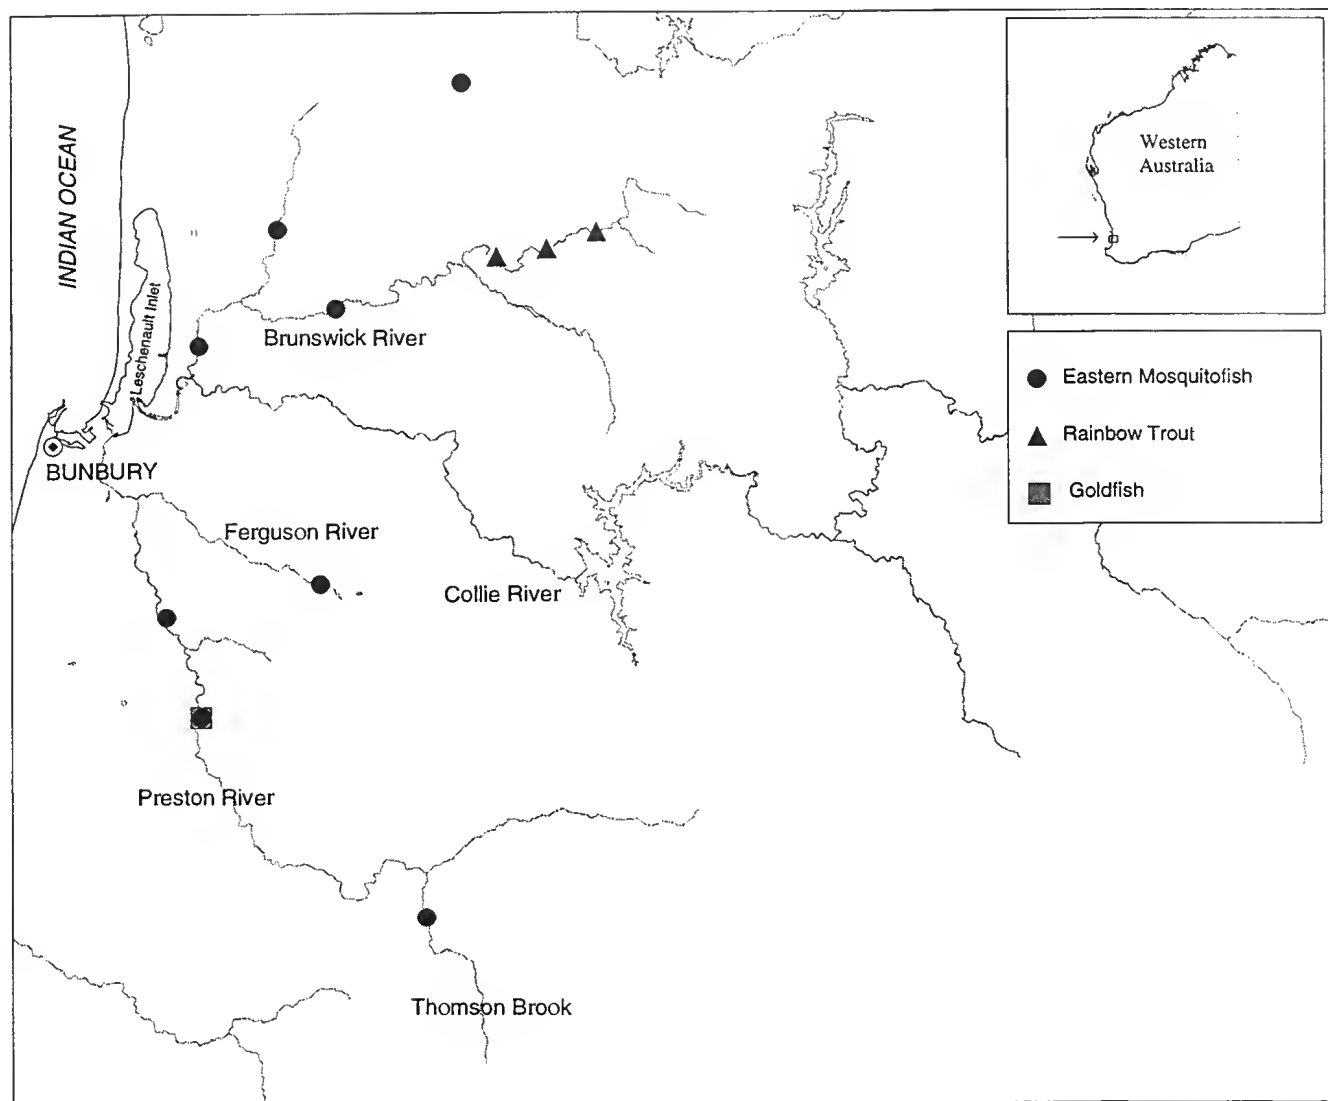 INDIAN OCEAN
Leschenault Inlet
Western
Australia
Brunswick River
Eastern Mosquitofish
Rainbow Trout
Goldfish
BUNBURY
Ferguson River
Collie River
Preston River
Thomson Brook